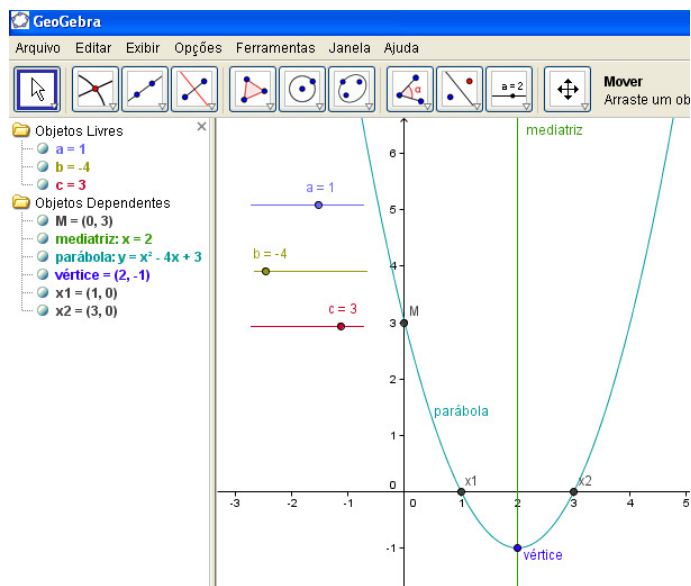 GeoGebra
Arquivo Editar Exibir Opções Ferramentas Janela Ajuda
a = 2
α
Mover
Arraste um ob
Objetos Livres
a = 1
b = -4
c = 3
Objetos Dependentes
M = (0, 3)
mediatriz: x = 2
parábola: y = x² - 4x + 3
vértice = (2, -1)
x1 = (1, 0)
x2 = (3, 0)
mediatriz
6
a = 1
5
b = -4
4
c = 3
M
3
2
parábola
1
0
x1
x2
-3 -2 -1 0 1 2 3 4 5
-1
vértice